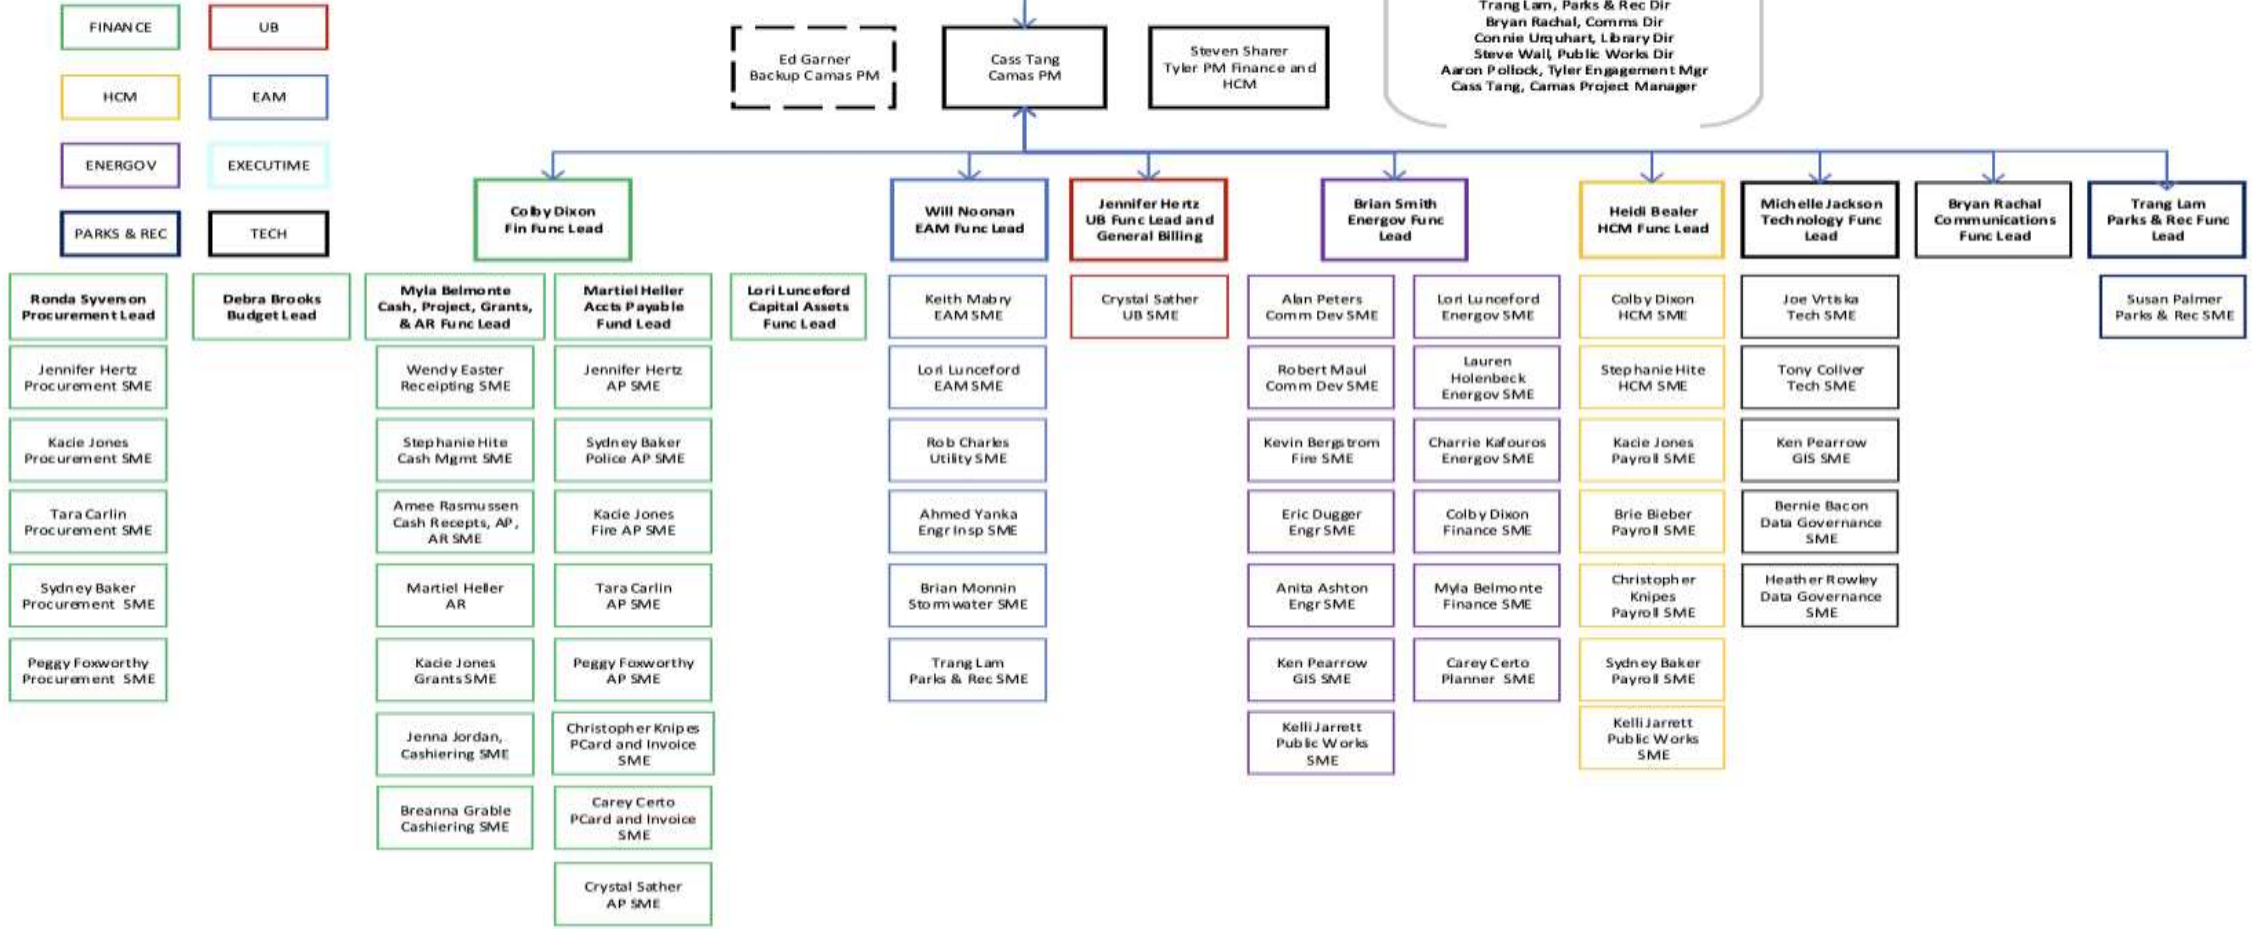 FINANCE
UB
HCM
EAM
ENERGOV
EXECUTIME
PARKS & REC
TECH
Ed Garner
Backup Camas PM
Cass Tang
Camas PM
Steven Sharer
Tyler PM Finance and
HCM
Trang Lam, Parks & Rec Dir
Bryan Rachal, Comms Dir
Connie Urquhart, Library Dir
Steve Wall, Public Works Dir
Aaron Pollock, Tyler Engagement Mgr
Cass Tang, Camas Project Manager
Colby Dixon
Fin Func Lead
Will Noonan
EAM Func Lead
Jennifer Hertz
UB Func Lead and
General Billing
Brian Smith
Energov Func
Lead
Heidi Bealer
HCM Func Lead
Michelle Jackson
Technology Func
Lead
Bryan Rachal
Communications
Func Lead
Trang Lam
Parks & Rec Func
Lead
Ronda Syverson
Procurement Lead
Jennifer Hertz
Procurement SME
Kacie Jones
Procurement SME
Tara Carlin
Procurement SME
Sydney Baker
Procurement SME
Peggy Foxworthy
Procurement SME
Debra Brooks
Budget Lead
Myla Belmonte
Cash, Project, Grants,
& AR Func Lead
Wendy Easter
Receipting SME
Stephanie Hite
Cash Mgmt SME
Amee Rasmussen
Cash Recepts, AP,
AR SME
Martiel Heller
AR
Kacie Jones
Grants SME
Jenna Jordan,
Cashiering SME
Breanna Grable
Cashiering SME
Martiel Heller
Accts Payable
Fund Lead
Jennifer Hertz
AP SME
Sydney Baker
Police AP SME
Kacie Jones
Fire AP SME
Tara Carlin
AP SME
Peggy Foxworthy
AP SME
Christopher Knipes
PCard and Invoice
SME
Carey Certo
PCard and Invoice
SME
Crystal Sather
AP SME
Lori Lunceford
Capital Assets
Func Lead
Keith Mabry
EAM SME
Lori Lunceford
EAM SME
Rob Charles
Utility SME
Ahmed Yanka
Engr Insp SME
Brian Monnin
Stormwater SME
Trang Lam
Parks & Rec SME
Crystal Sather
UB SME
Alan Peters
Comm Dev SME
Robert Maul
Comm Dev SME
Kevin Bergstrom
Fire SME
Eric Dugger
Engr SME
Anita Ashton
Engr SME
Ken Pearrow
GIS SME
Kelli Jarrett
Public Works
SME
Lori Lunceford
Energov SME
Lauren
Holenbeck
Energov SME
Charrie Kafouros
Energov SME
Colby Dixon
Finance SME
Myla Belmonte
Finance SME
Carey Certo
Planner SME
Colby Dixon
HCM SME
Stephanie Hite
HCM SME
Kacie Jones
Payroll SME
Brie Bieber
Payroll SME
Christopher
Knipes
Payroll SME
Sydney Baker
Payroll SME
Kelli Jarrett
Public Works
SME
Joe Vrtiska
Tech SME
Tony Collver
Tech SME
Ken Pearrow
GIS SME
Bernie Bacon
Data Governance
SME
Heather Rowley
Data Governance
SME
Susan Palmer
Parks & Rec SME